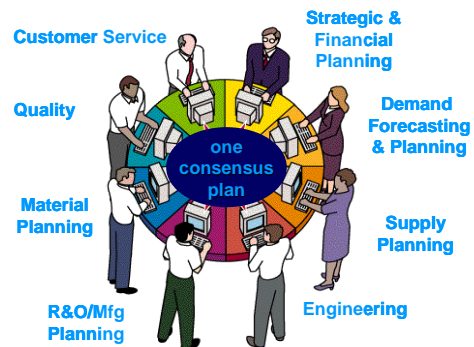 Customer Service
Strategic &
Financial
Planning
Quality
Demand
Forecasting
& Planning
one
consensus
plan
Material
Planning
Supply
Planning
R&O/Mfg
Planning
Engineering